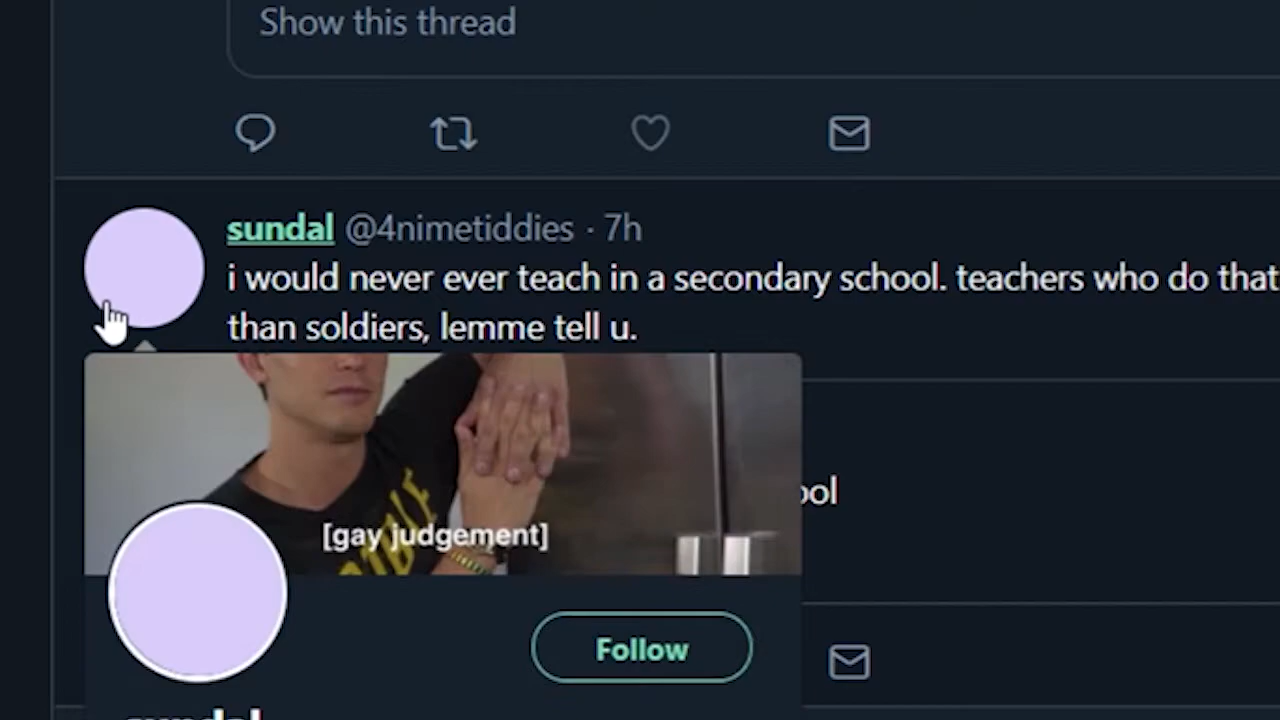 Show this thread
sundal @4nimetiddies · 7h
i would never ever teach in a secondary school. teachers who do that
than soldiers, lemme tell u.
[gay judgement]
Follow
sundal